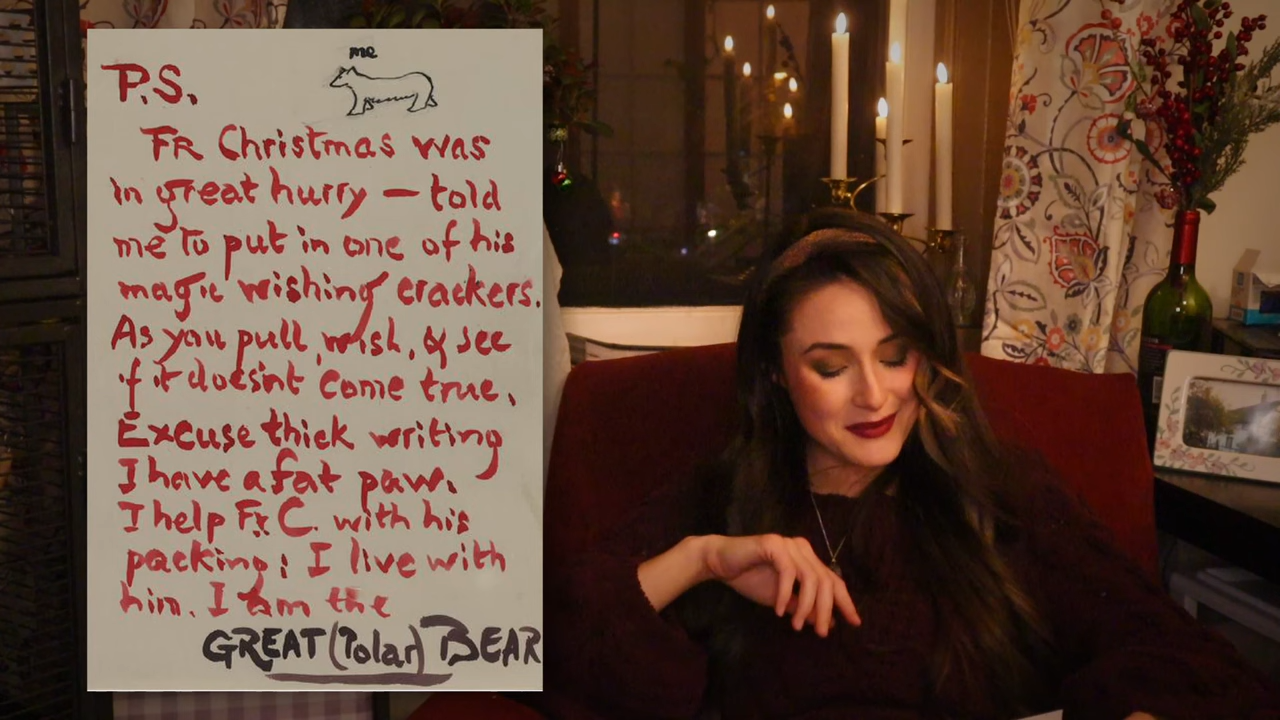 me
P.S.
FR Christmas was
in great hurry — told
me to put in one of his
magic wishing crackers.
As you pull, wish, & see
if it doesn't come true.
Excuse thick writing
I have a fat paw.
I help Fr. C. with his
packing: I live with
him. I am the
GREAT (Polar) BEAR